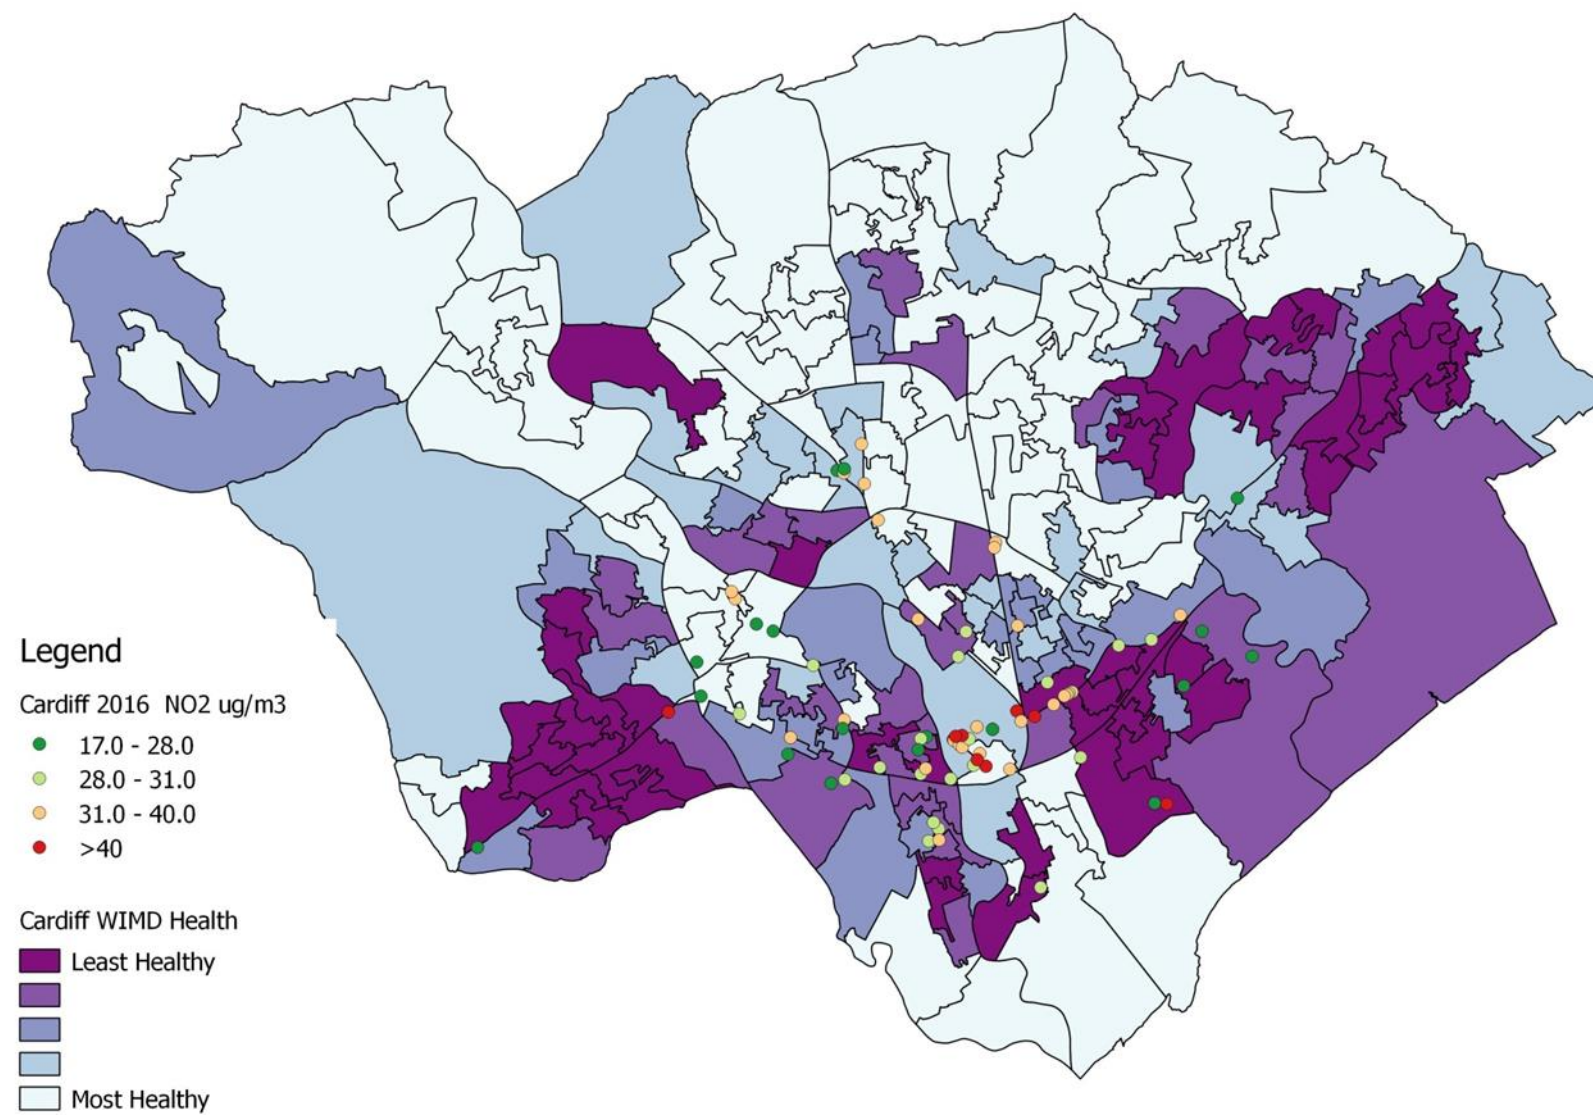 Legend
Cardiff 2016 NO2 ug/m3
17.0 - 28.0
28.0 - 31.0
31.0 - 40.0
>40
Cardiff WIMD Health
Least Healthy
Most Healthy